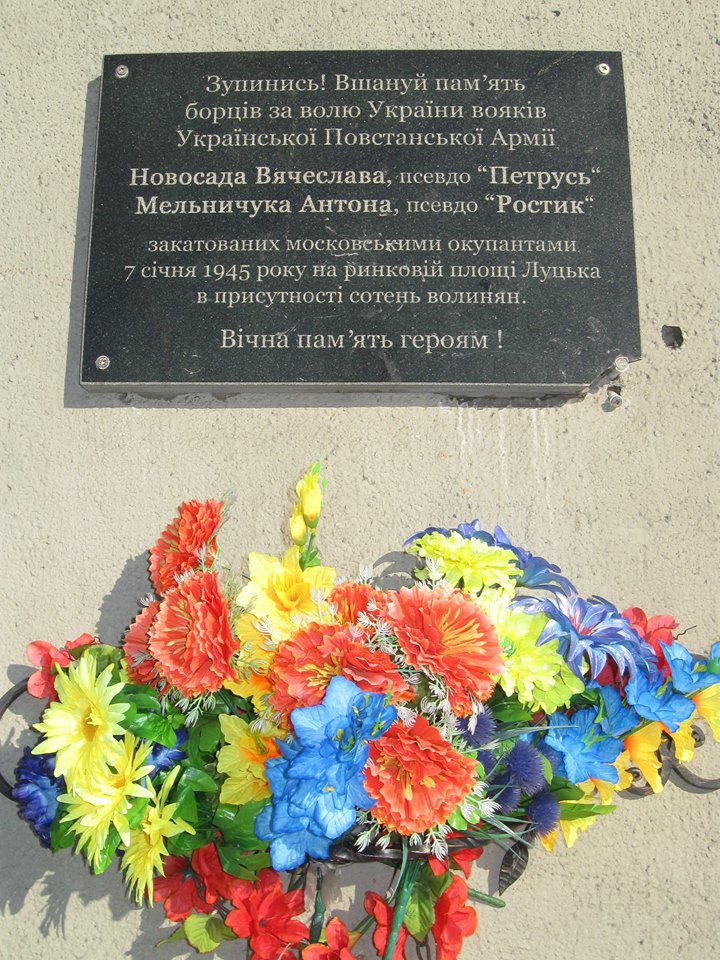 Зупинись! Вшануй пам’ять
борців за волю України вояків
Української Повстанської Армії
Новосада Вячеслава, псевдо “Петрусь“
Мельничука Антона, псевдо “Ростик“
закатованих московськими окупантами
7 січня 1945 року на ринковій площі Луцька
в присутності сотень волинян.
Вічна пам’ять героям !